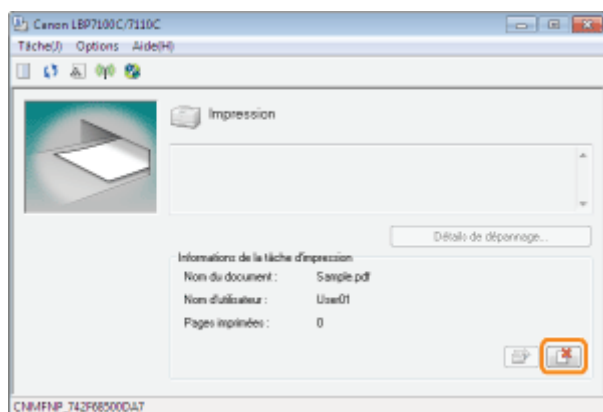 Canon LBP7100C/7110C
Tâche(J) Options Aide(H)
Impression
Détails de dépannage...
Informations de la tâche d'impression
Nom du document : Sample.pdf
Nom d'utilisateur : User01
Pages imprimées : 0
CNMFNP_742F68500DA7